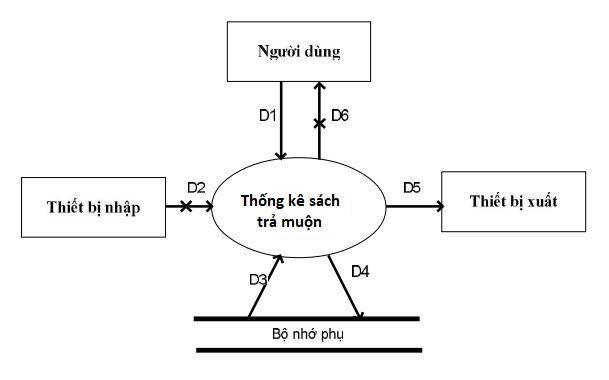 Người dùng
D1
D6
Thiết bị nhập
D2
Thống kê sách
trả muộn
D5
Thiết bị xuất
D3
D4
Bộ nhớ phụ